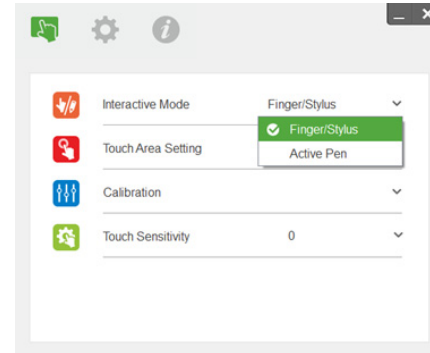 Interactive Mode Finger/Stylus
Finger/Stylus
Touch Area Setting
Active Pen
Calibration
Touch Sensitivity 0